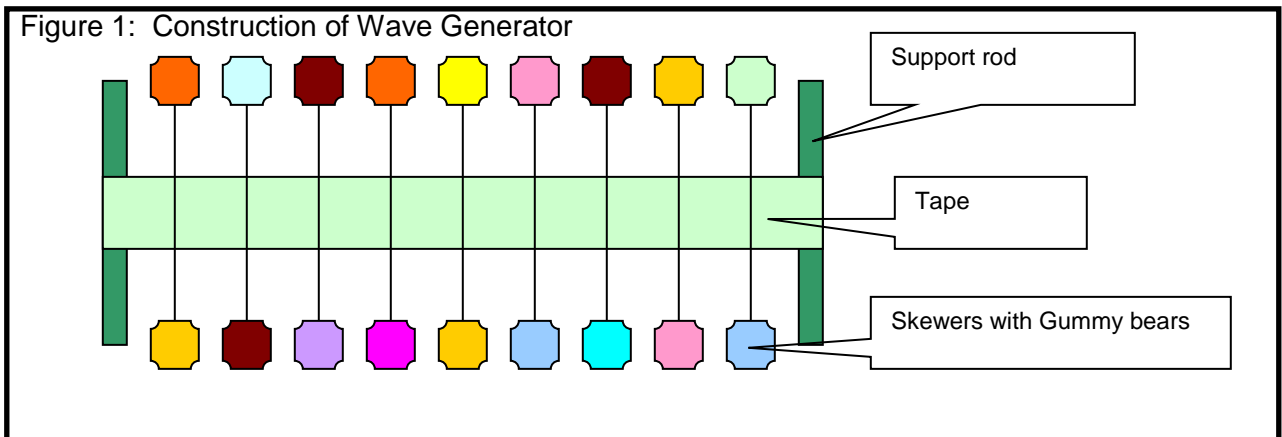 Figure 1:  Construction of Wave Generator
Support rod
Tape
Skewers with Gummy bears